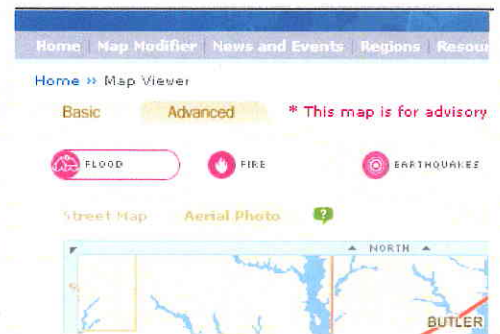 Home | Map Modifier | News and Events | Regions | Resour
Home » Map Viewer
Basic Advanced * This map is for advisory
FLOOD FIRE EARTHQUAKES
Street Map Aerial Photo ?
NORTH
BUTLER